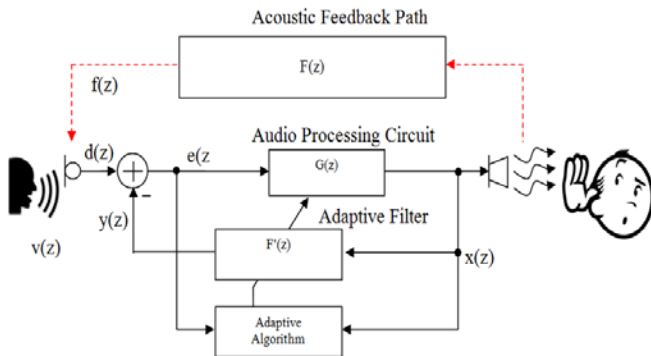 Acoustic Feedback Path
F(z)
f(z)
d(z)
e(z
Audio Processing Circuit
G(z)
y(z)
Adaptive Filter
v(z)
F'(z)
x(z)
Adaptive
Algorithm